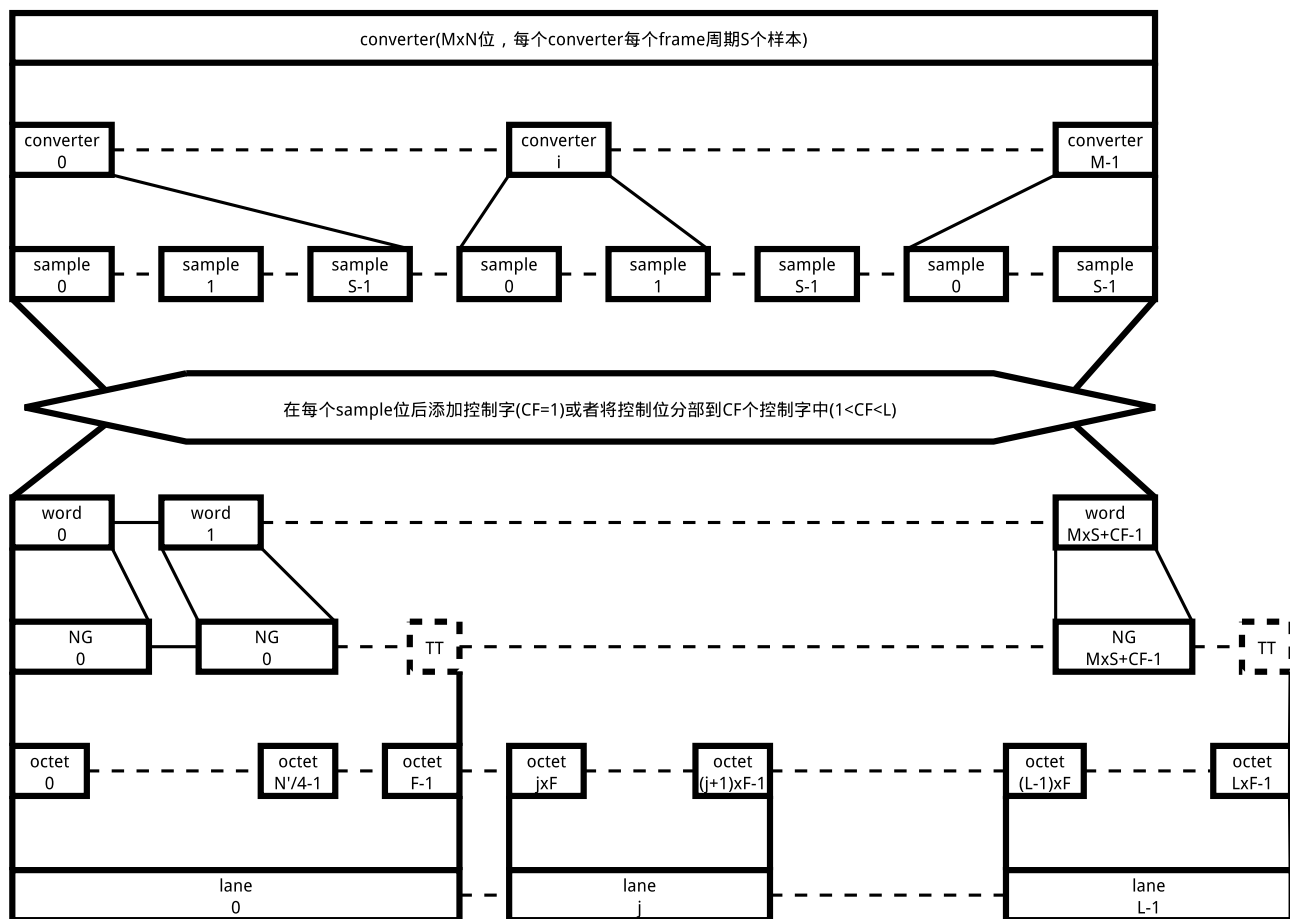 converter(MxN位，每个converter每个frame周期S个样本)
converter
0
converter
i
converter
M-1
sample
0
sample
1
sample
S-1
sample
0
sample
1
sample
S-1
sample
0
sample
S-1
在每个sample位后添加控制字(CF=1)或者将控制位分部到CF个控制字中(1<CF<L)
word
0
word
1
word
MxS+CF-1
NG
0
NG
0
TT
NG
MxS+CF-1
TT
octet
0
octet
N'/4-1
octet
F-1
octet
jxF
octet
(j+1)xF-1
octet
(L-1)xF
octet
LxF-1
lane
0
lane
j
lane
L-1